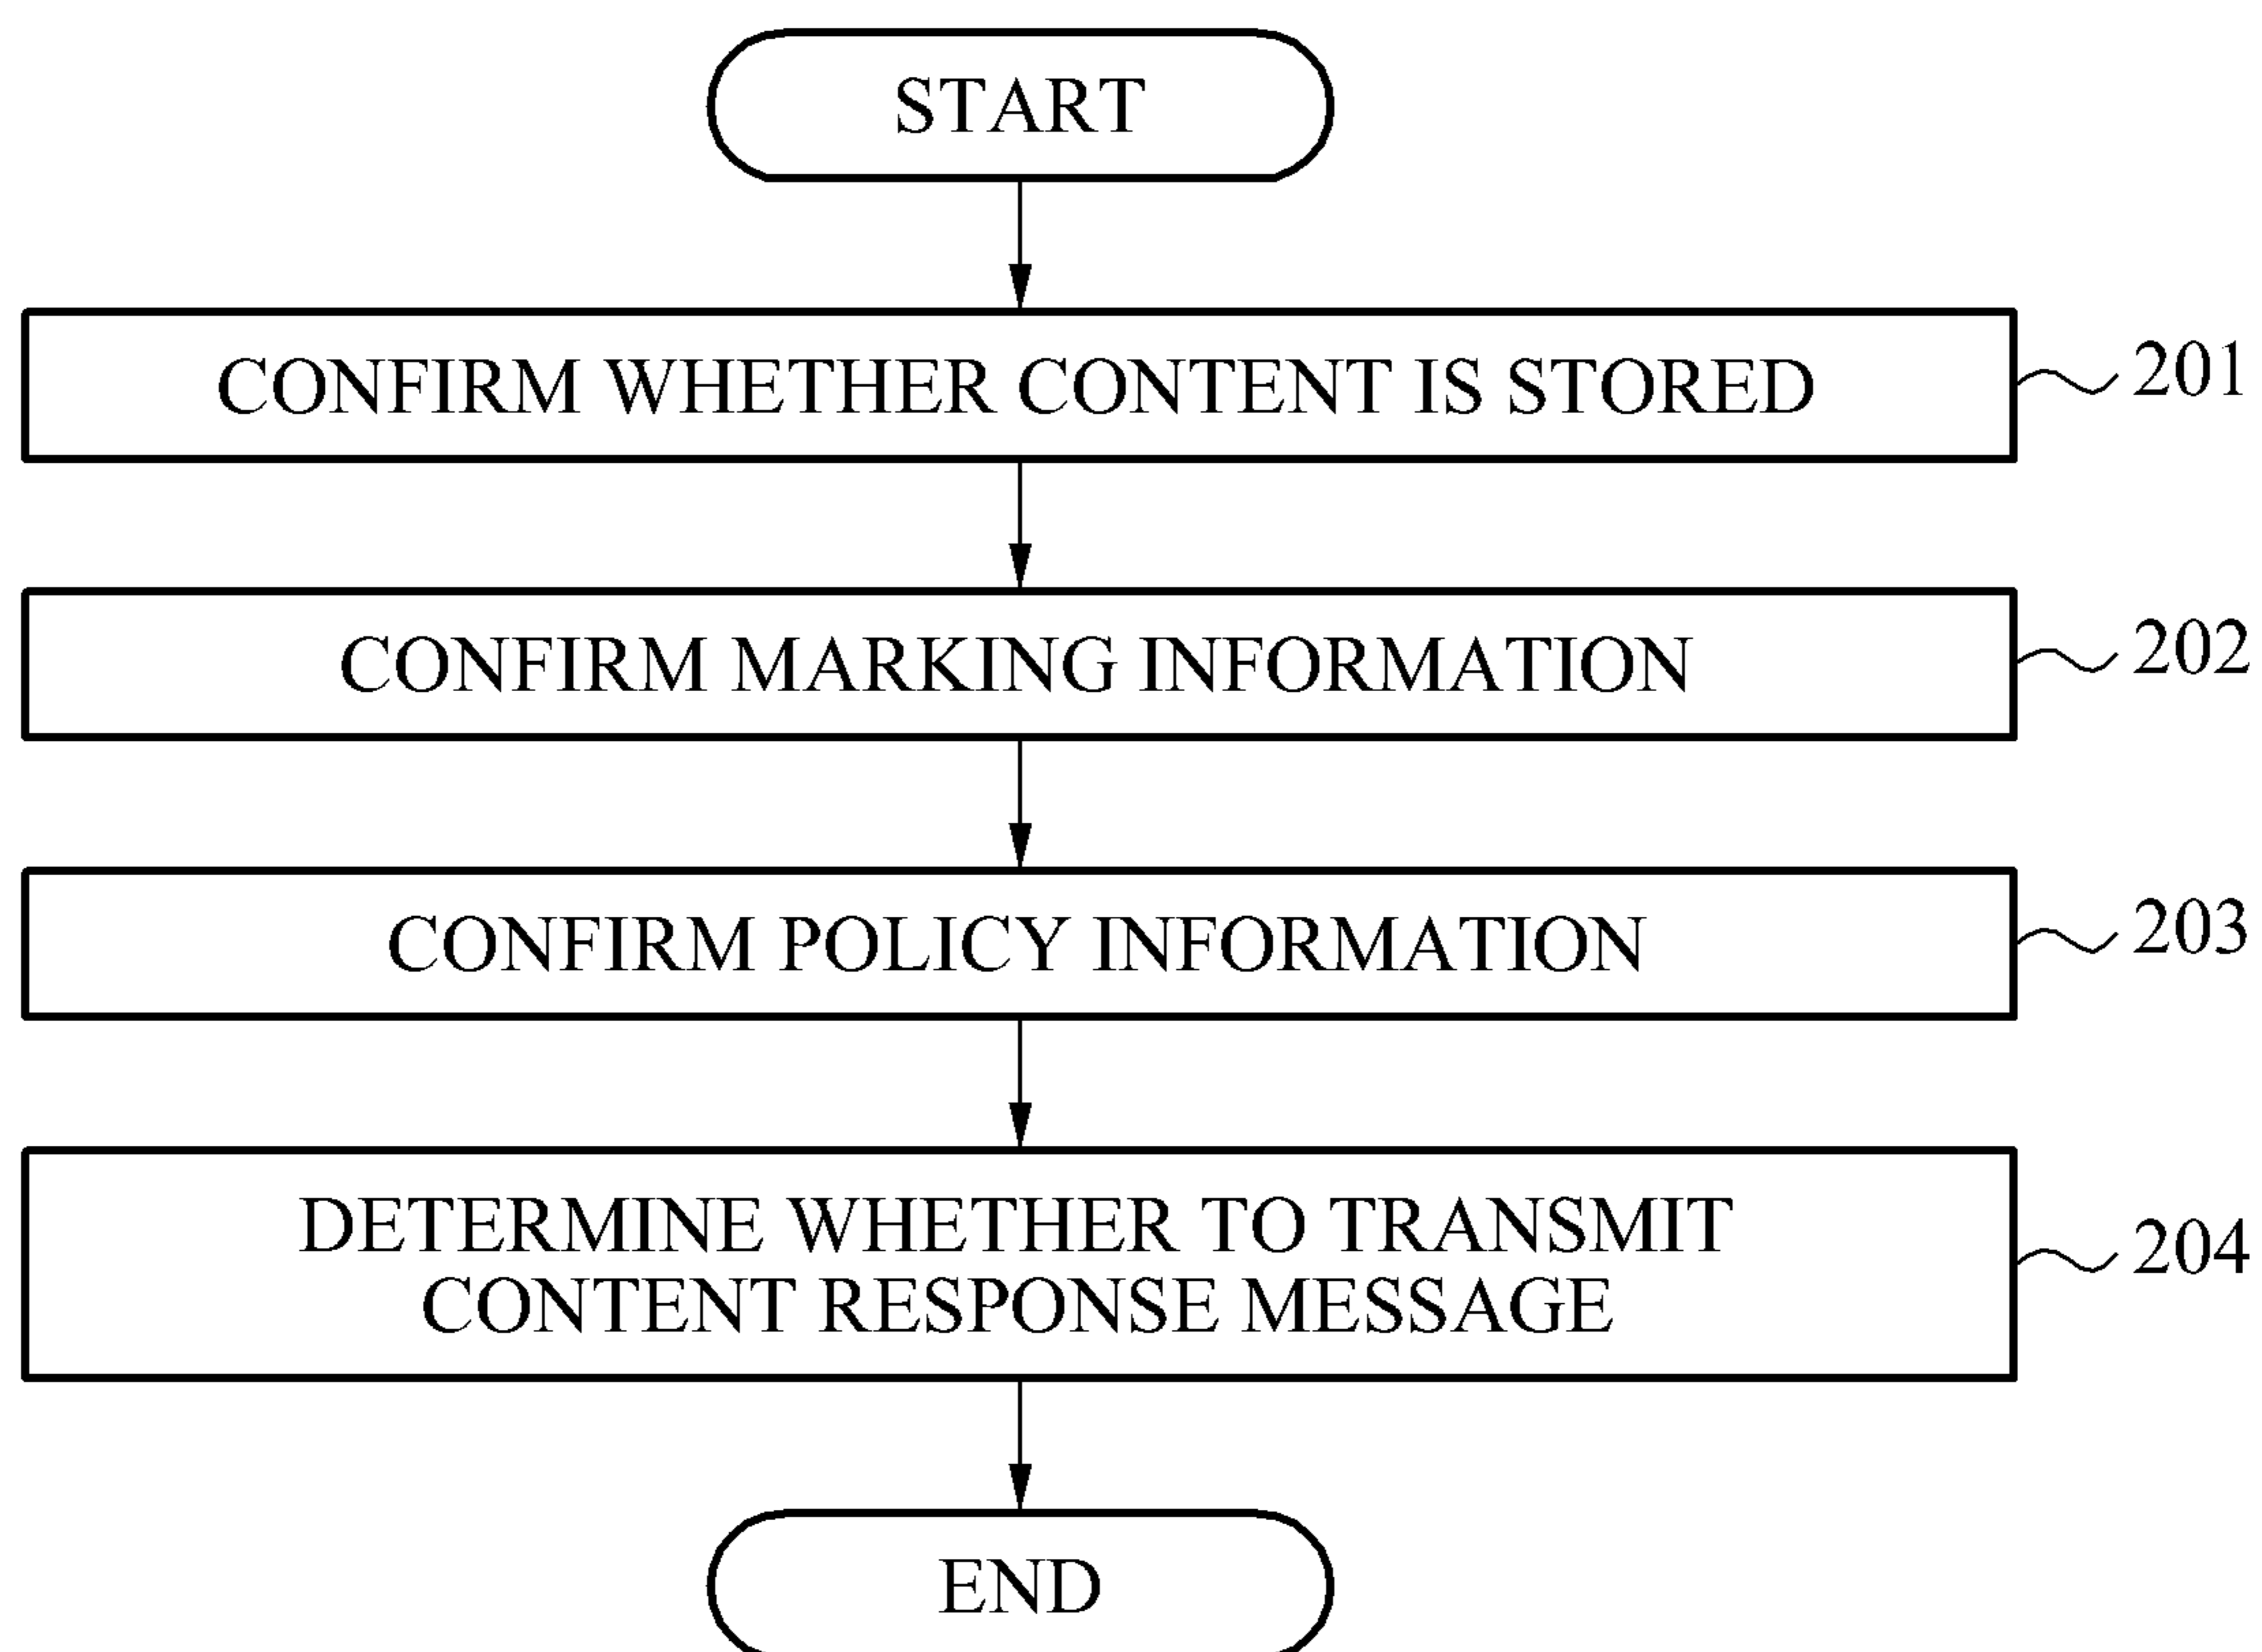 START
CONFIRM WHETHER CONTENT IS STORED
201
CONFIRM MARKING INFORMATION
202
CONFIRM POLICY INFORMATION
203
DETERMINE WHETHER TO TRANSMIT
CONTENT RESPONSE MESSAGE
204
END